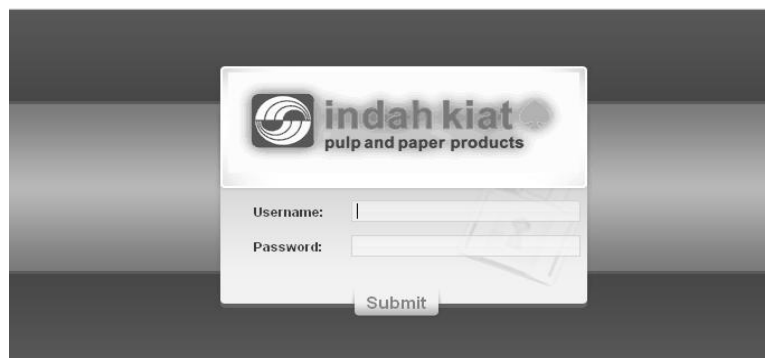 indah kiat
pulp and paper products
Username:
Password:
Submit